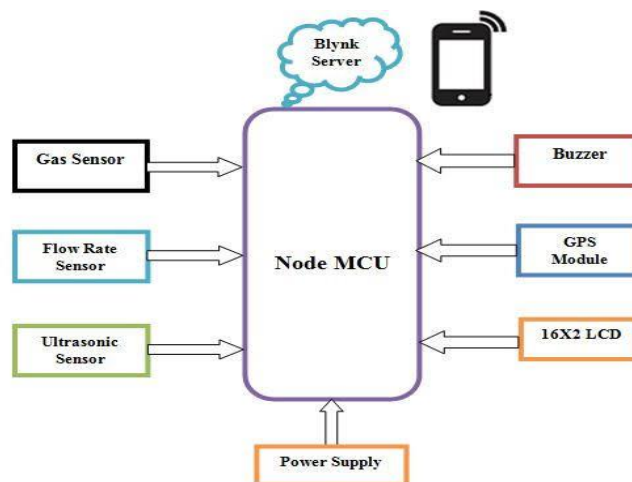 Blynk
Server
Gas Sensor
Buzzer
Flow Rate
Sensor
Node MCU
GPS
Module
Ultrasonic
Sensor
16X2 LCD
Power Supply